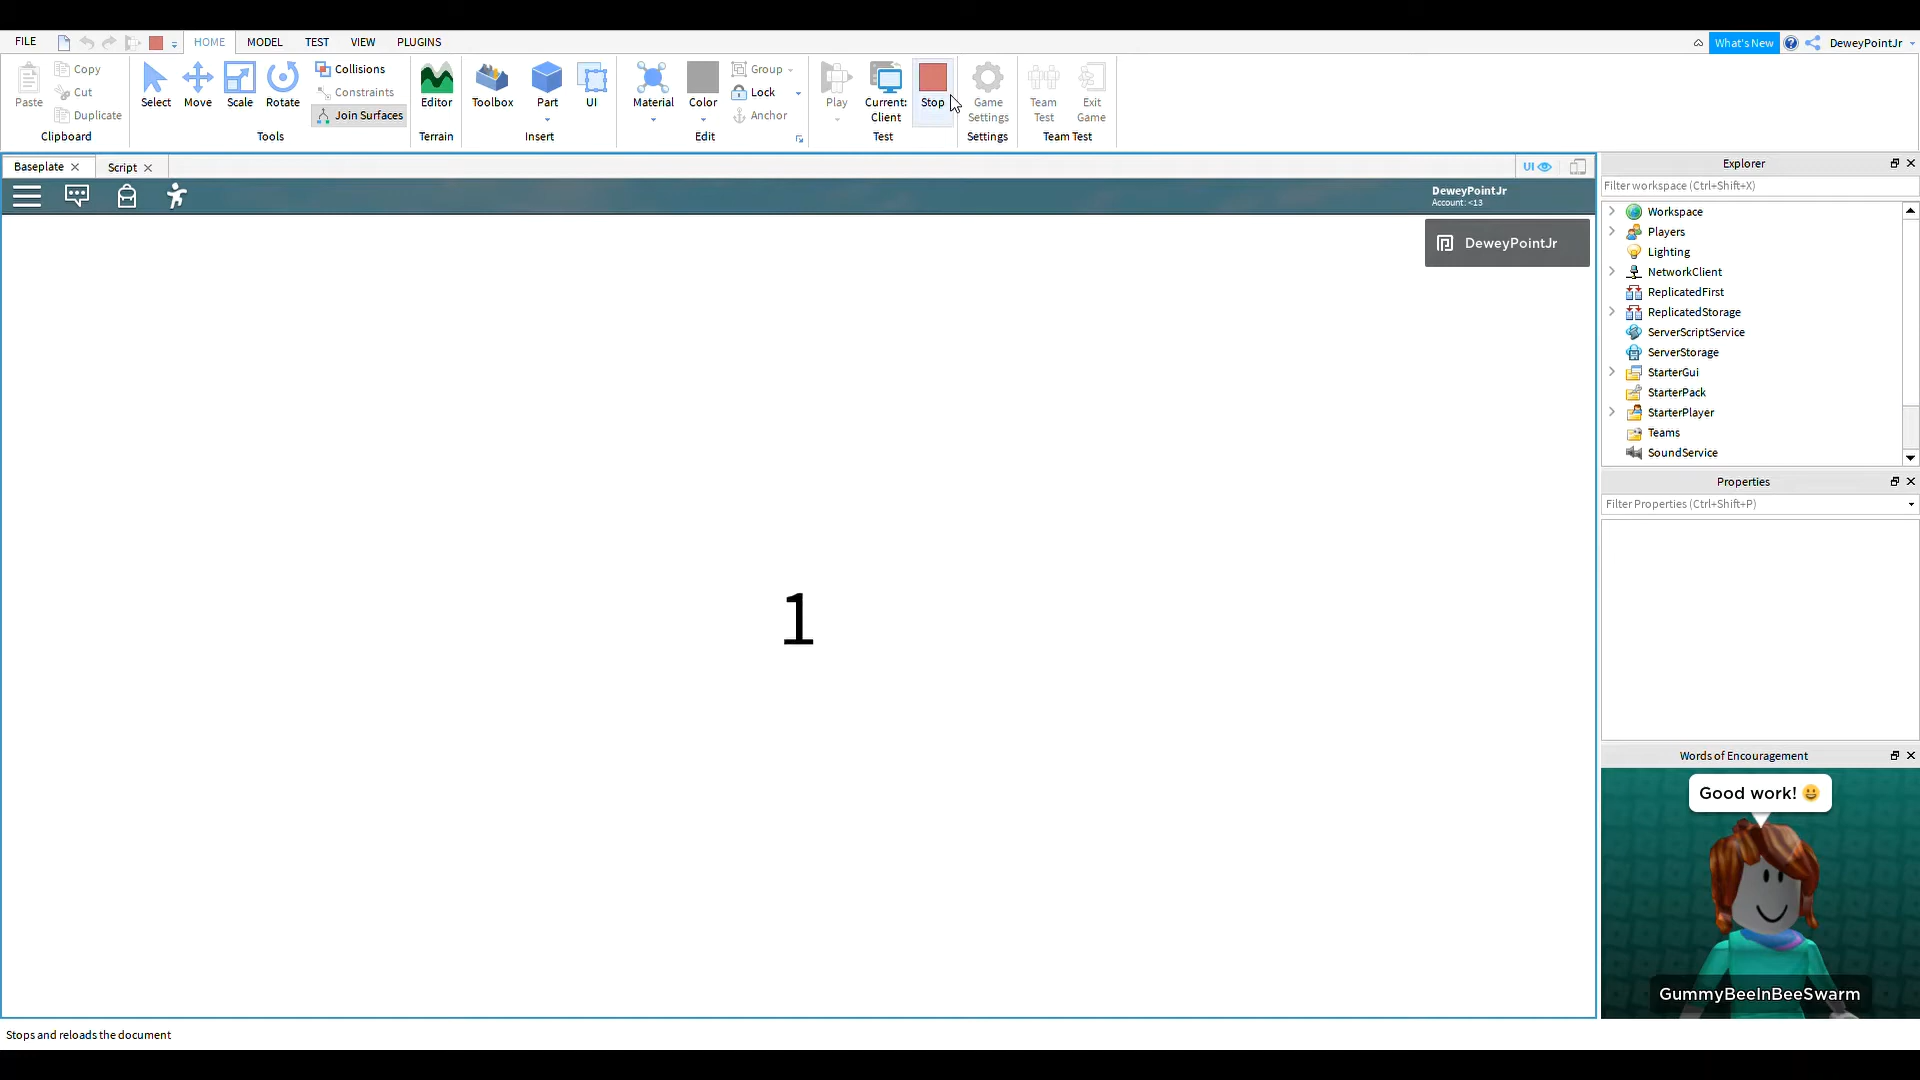 FILE
HOME
MODEL
TEST
VIEW
PLUGINS
What's New
DeweyPointJr
Paste
Copy
Cut
Duplicate
Clipboard
Select
Move
Scale
Rotate
Collisions
Constraints
Join Surfaces
Tools
Editor
Terrain
Toolbox
Part
UI
Insert
Material
Color
Group
Lock
Anchor
Edit
Play
Current:
Client
Stop
Test
Game
Settings
Settings
Team
Test
Exit
Game
Team Test
Baseplate
Script
UI
DeweyPointJr
Account: <13
DeweyPointJr
1
Explorer
Filter workspace (Ctrl+Shift+X)
Workspace
Players
Lighting
NetworkClient
ReplicatedFirst
ReplicatedStorage
ServerScriptService
ServerStorage
StarterGui
StarterPack
StarterPlayer
Teams
SoundService
Properties
Filter Properties (Ctrl+Shift+P)
Words of Encouragement
Good work! 😀
GummyBeeInBeeSwarm
Stops and reloads the document